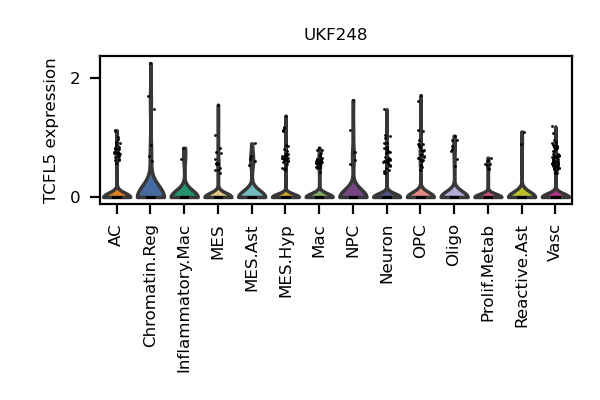 UKF248
TCFL5 expression
2
0
AC
Chromatin.Reg
Inflammatory.Mac
MES
MES.Ast
MES.Hyp
Mac
NPC
Neuron
OPC
Oligo
Prolif.Metab
Reactive.Ast
Vasc